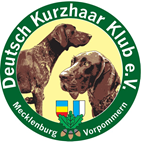 Deutsch Kurzhaar Klub e.V.
Mecklenburg Vorpommern